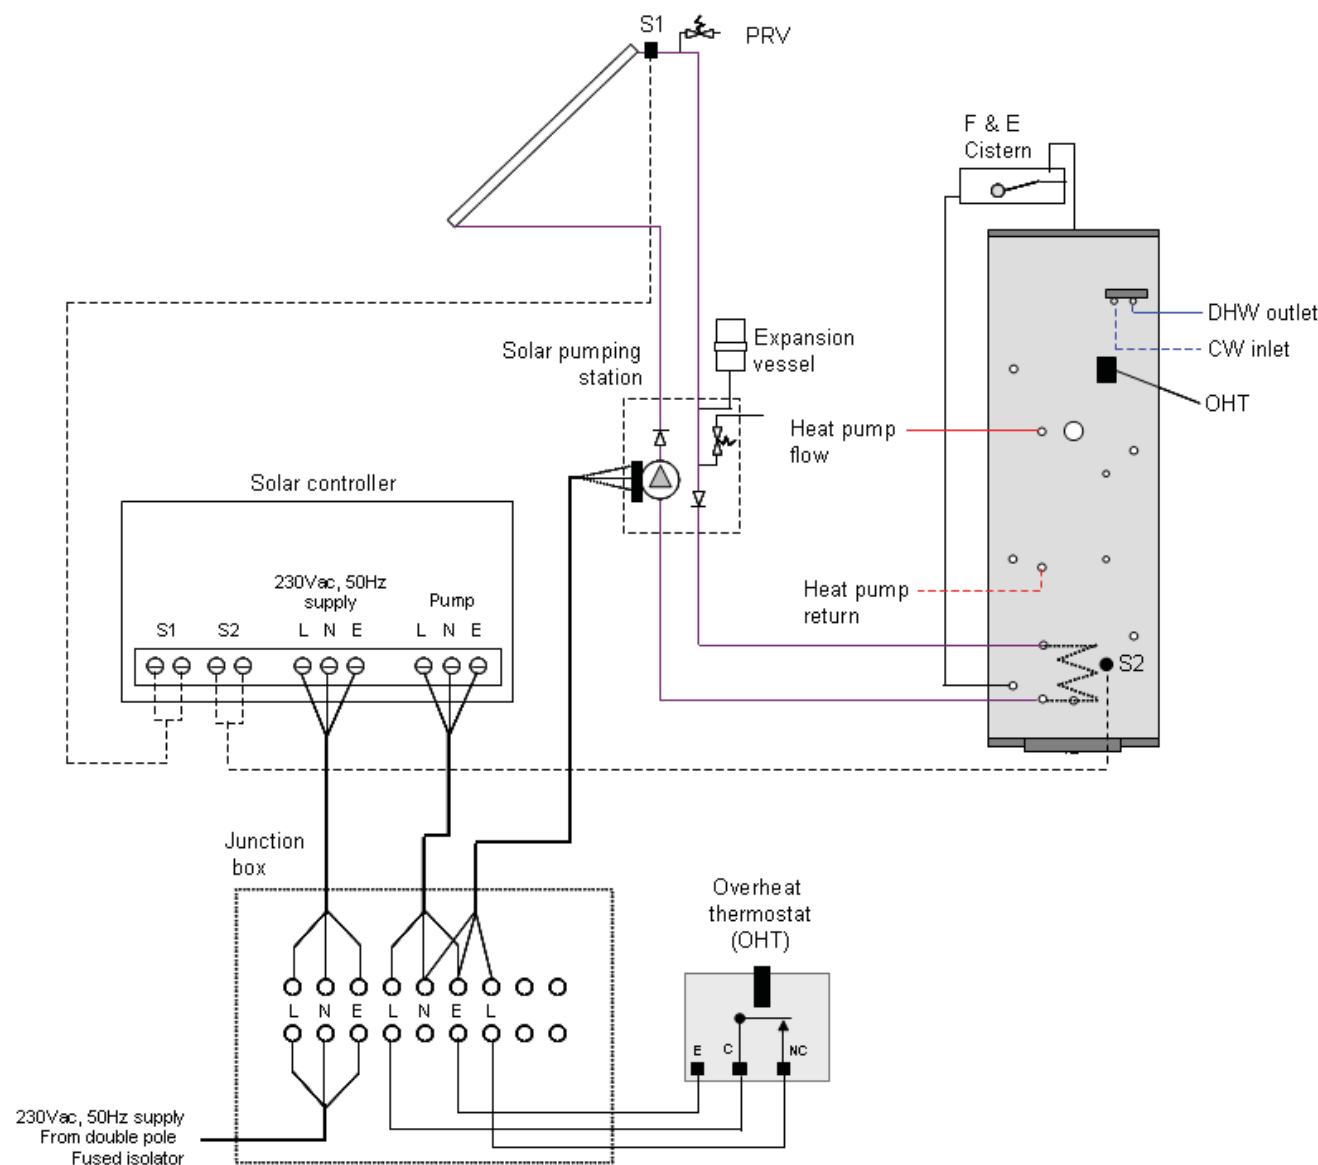 S1
PRV
F & E
Cistern
DHW outlet
CW inlet
OHT
Expansion
vessel
Solar pumping
station
Heat pump
flow
Heat pump
return
S2
Solar controller
230Vac, 50Hz
supply
Pump
S1 S2 L N E L N E
Junction
box
L N E L N E L
Overheat
thermostat
(OHT)
E C NC
230Vac, 50Hz supply
From double pole
Fused isolator